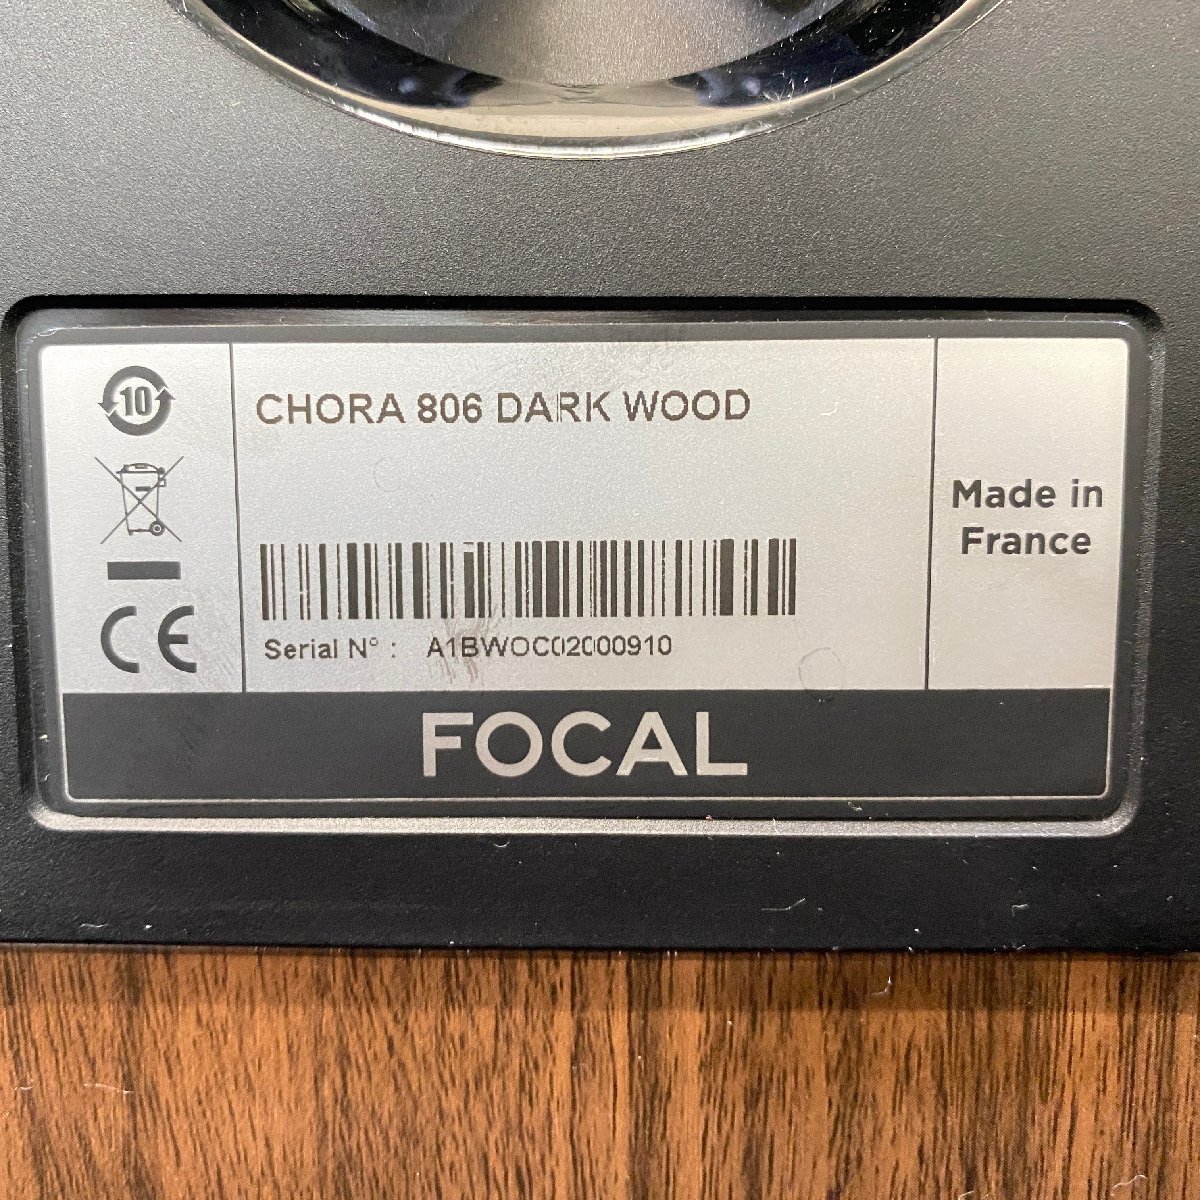 10
CHORA 806 DARK WOOD
Made in
France
CE
Serial N° : A1BWOC02000910
FOCAL